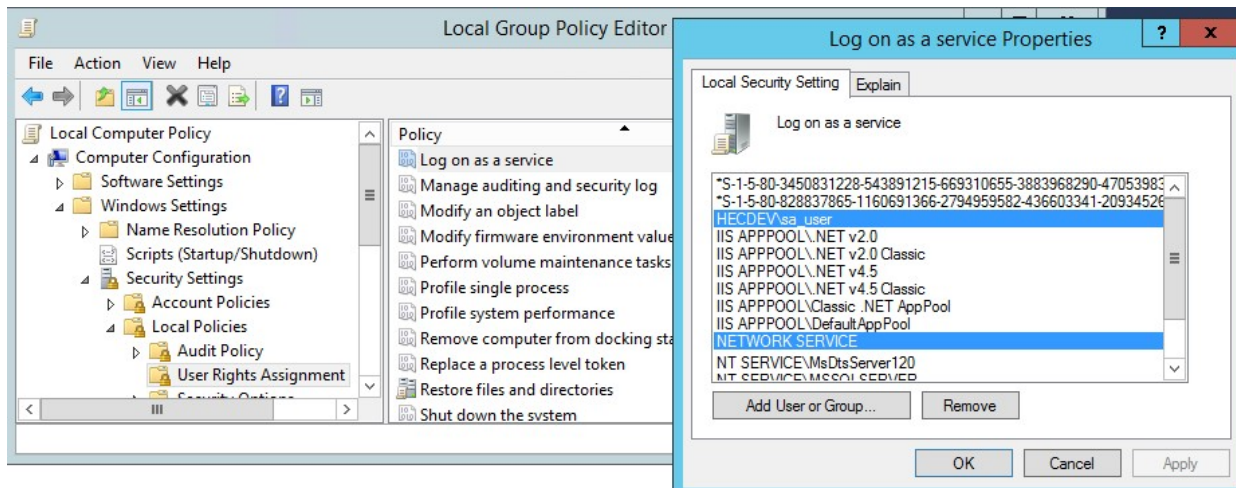 Local Group Policy Editor
File Action View Help
Local Computer Policy
Computer Configuration
Software Settings
Windows Settings
Name Resolution Policy
Scripts (Startup/Shutdown)
Security Settings
Account Policies
Local Policies
Audit Policy
User Rights Assignment
Security Options
Policy
Log on as a service
Manage auditing and security log
Modify an object label
Modify firmware environment value
Perform volume maintenance tasks
Profile single process
Profile system performance
Remove computer from docking sta
Replace a process level token
Restore files and directories
Shut down the system
Log on as a service Properties
? x
Local Security Setting Explain
Log on as a service
*S-1-5-80-3450831228-543891215-669310655-3883968290-47053983
*S-1-5-80-828837865-1160691366-2794959582-436603341-20934526
HECDEV\sa_user
IIS APPPOOL\.NET v2.0
IIS APPPOOL\.NET v2.0 Classic
IIS APPPOOL\.NET v4.5
IIS APPPOOL\.NET v4.5 Classic
IIS APPPOOL\Classic .NET AppPool
IIS APPPOOL\DefaultAppPool
NETWORK SERVICE
NT SERVICE\MsDtsServer120
NT SERVICE\MSSQLSERVER
Add User or Group... Remove
OK Cancel Apply